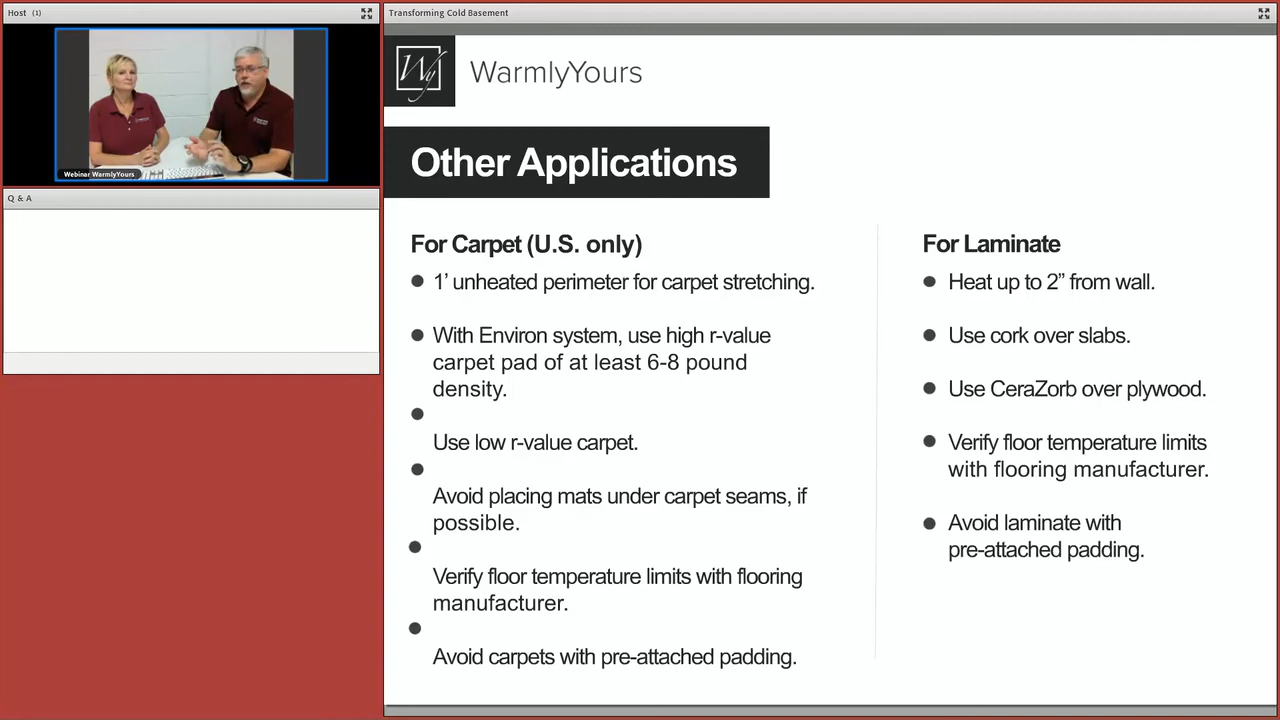 Host (1)
Transforming Cold Basement
Webinar WarmlyYours
Q & A
Wy
WarmlyYours
Other Applications
For Carpet (U.S. only)
1’ unheated perimeter for carpet stretching.
With Environ system, use high r-value
carpet pad of at least 6-8 pound
density.
Use low r-value carpet.
Avoid placing mats under carpet seams, if
possible.
Verify floor temperature limits with flooring
manufacturer.
Avoid carpets with pre-attached padding.
For Laminate
Heat up to 2” from wall.
Use cork over slabs.
Use CeraZorb over plywood.
Verify floor temperature limits
with flooring manufacturer.
Avoid laminate with
pre-attached padding.